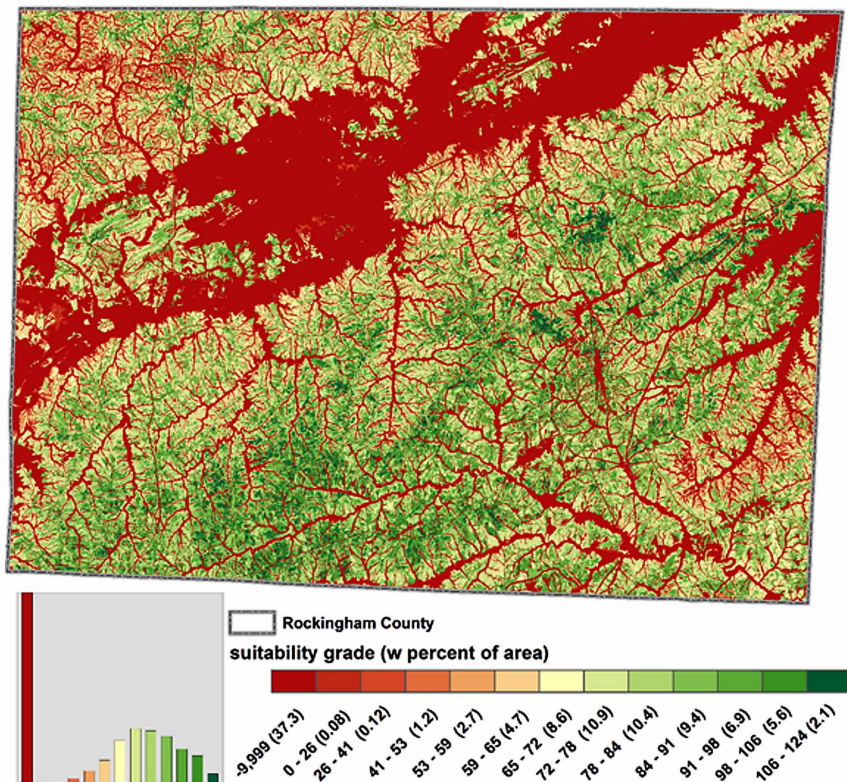 Rockingham County
suitability grade (w percent of area)
-9,999 (37.3)
0 - 26 (0.08)
26 - 41 (0.12)
41 - 53 (1.2)
53 - 59 (2.7)
59 - 65 (4.7)
65 - 72 (8.6)
72 - 78 (10.9)
78 - 84 (10.4)
84 - 91 (9.4)
91 - 98 (6.9)
98 - 106 (5.6)
106 - 124 (2.1)